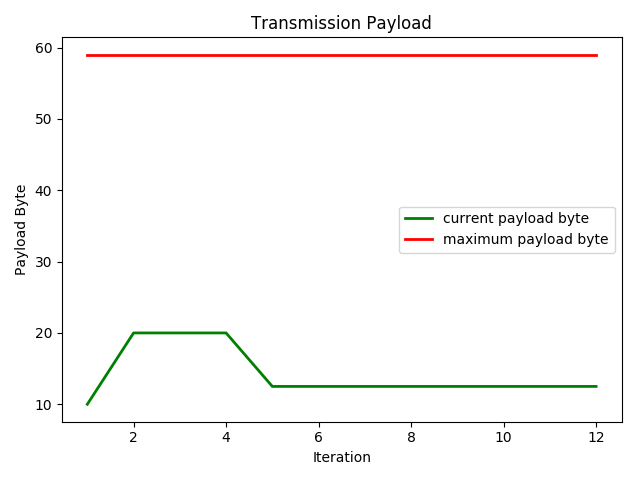 Transmission Payload
60
50
40
30
20
10
Payload Byte
current payload byte
maximum payload byte
2 4 6 8 10 12
Iteration